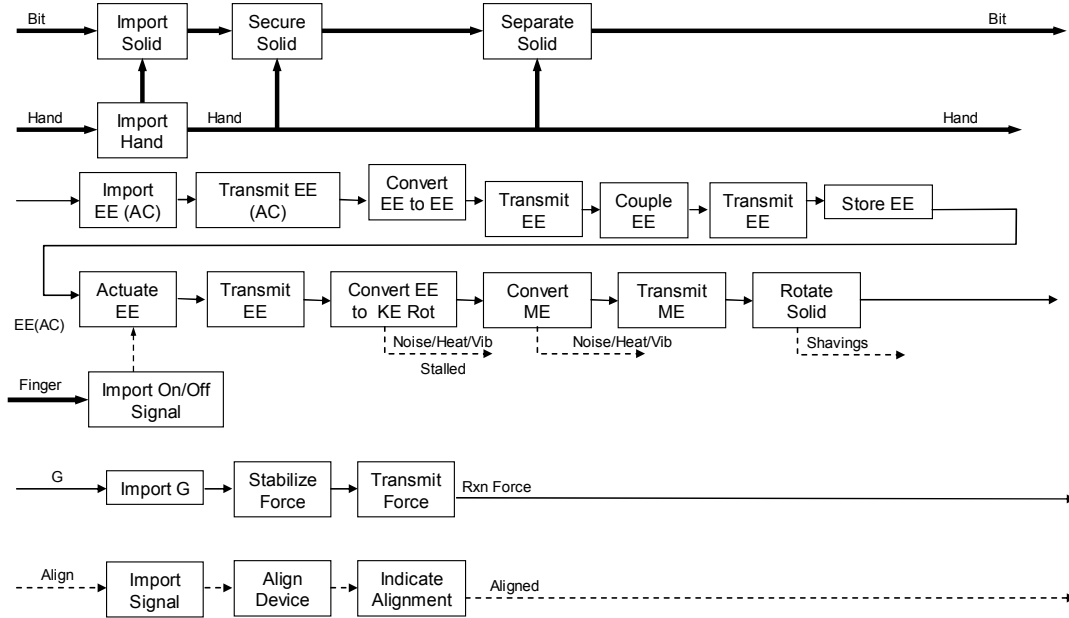 Bit
Import
Solid
Secure
Solid
Separate
Solid
Bit
Hand
Import
Hand
Hand
Hand
Import
EE (AC)
Transmit EE
(AC)
Convert
EE to EE
Transmit
EE
Couple
EE
Transmit
EE
Store EE
EE(AC)
Actuate
EE
Transmit
EE
Convert EE
to KE Rot
Convert
ME
Transmit
ME
Rotate
Solid
Noise/Heat/Vib
Stalled
Noise/Heat/Vib
Shavings
Finger
Import On/Off
Signal
G
Import G
Stabilize
Force
Transmit
Force
Rxn Force
Align
Import
Signal
Align
Device
Indicate
Alignment
Aligned